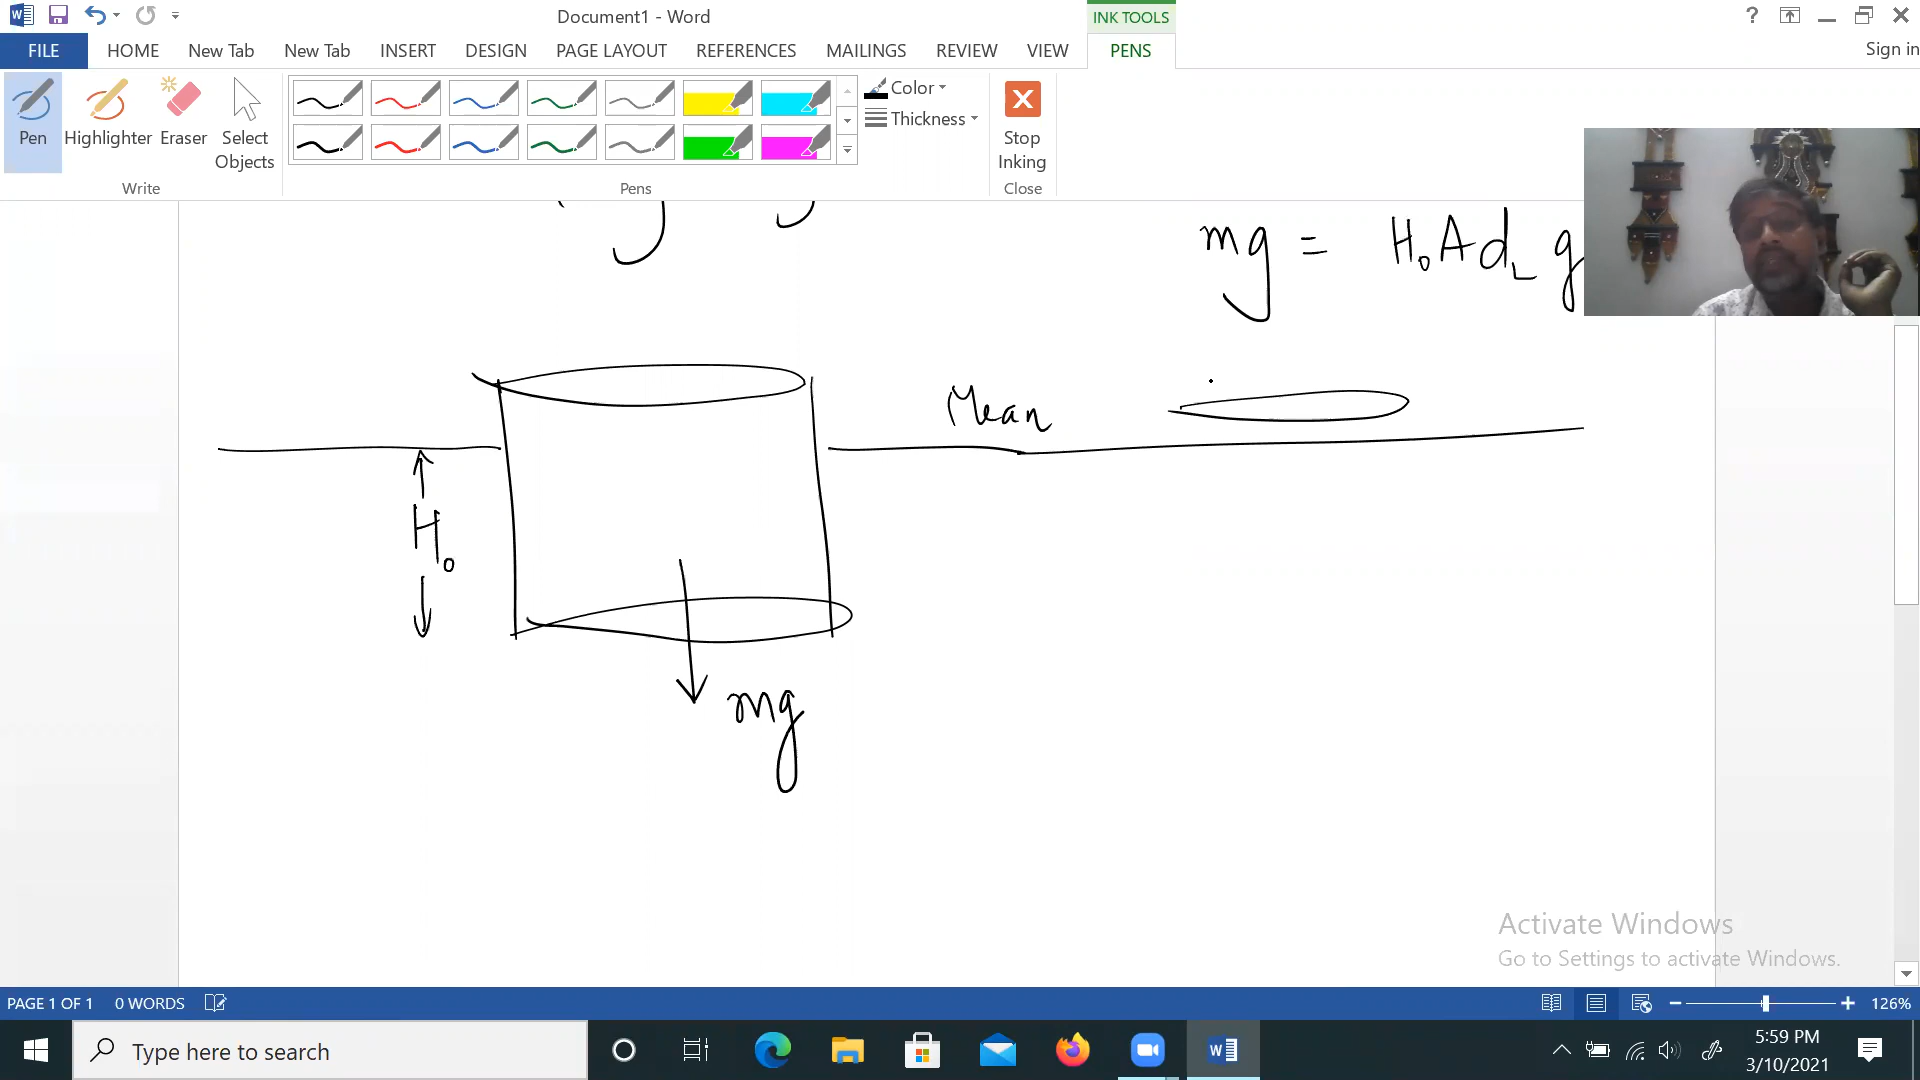 Document1 - Word
INK TOOLS
?
FILE
HOME
New Tab
New Tab
INSERT
DESIGN
PAGE LAYOUT
REFERENCES
MAILINGS
REVIEW
VIEW
PENS
Sign in
Pen
Highlighter
Eraser
Select
Objects
Color
Thickness
Stop
Inking
Write
Pens
Close
mg = H₀Ad_L g
Mean
H₀
mg
Activate Windows
Go to Settings to activate Windows.
PAGE 1 OF 1
0 WORDS
126%
Type here to search
5:59 PM
3/10/2021